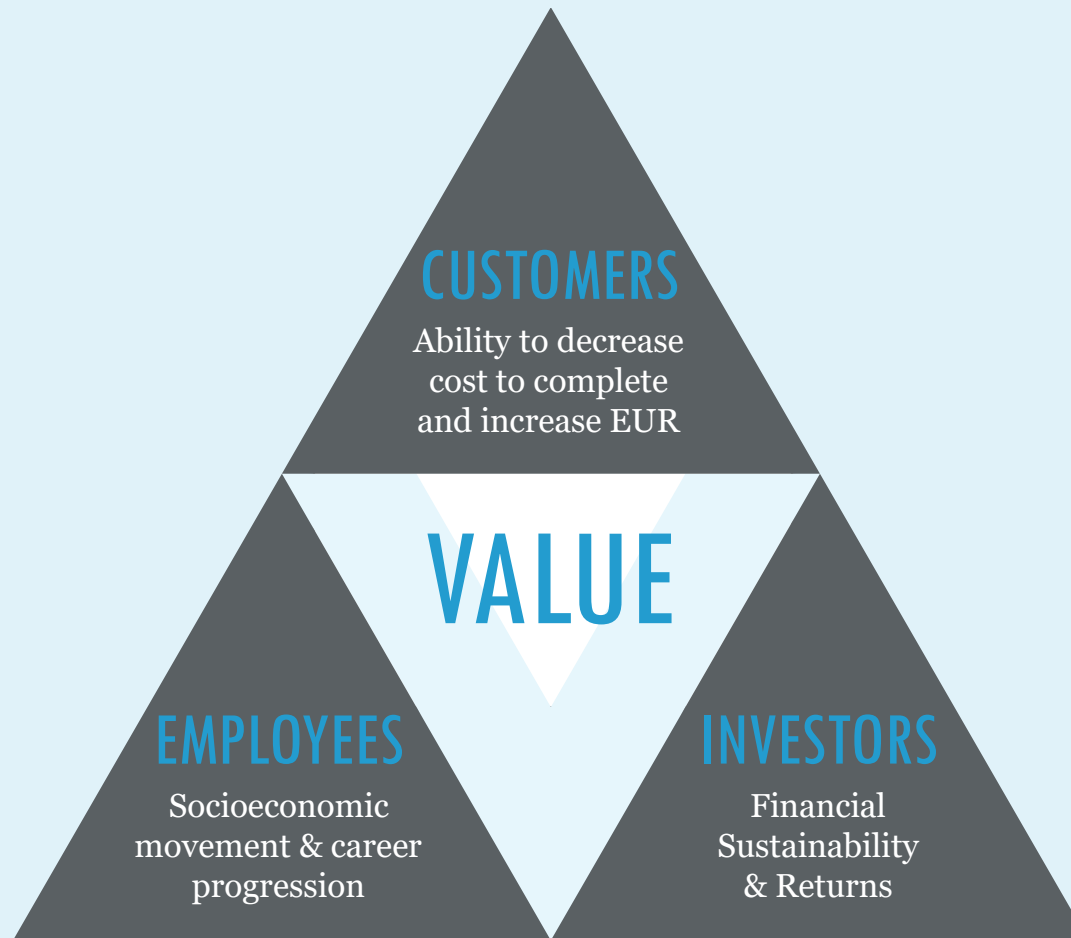 CUSTOMERS
Ability to decrease
cost to complete
and increase EUR
VALUE
EMPLOYEES
Socioeconomic
movement & career
progression
INVESTORS
Financial
Sustainability
& Returns